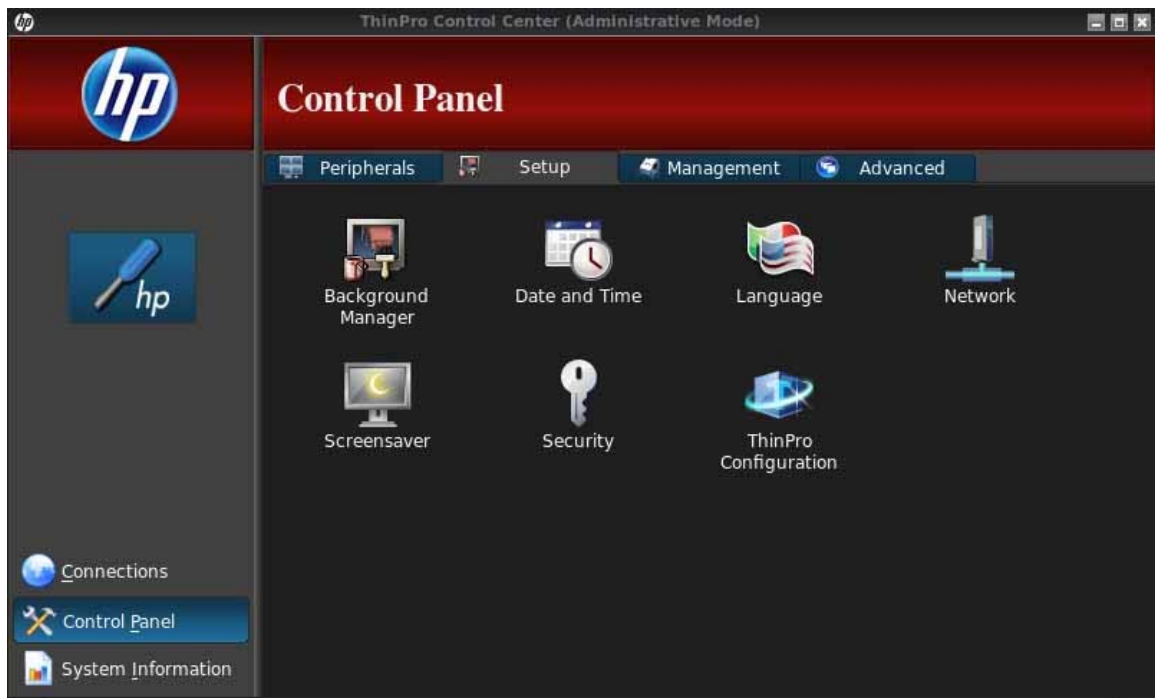 hp
ThinPro Control Center (Administrative Mode)
hp
Control Panel
Peripherals
Setup
Management
Advanced
hp
Background
Manager
Date and Time
Language
Network
Screensaver
Security
ThinPro
Configuration
Connections
Control Panel
System Information